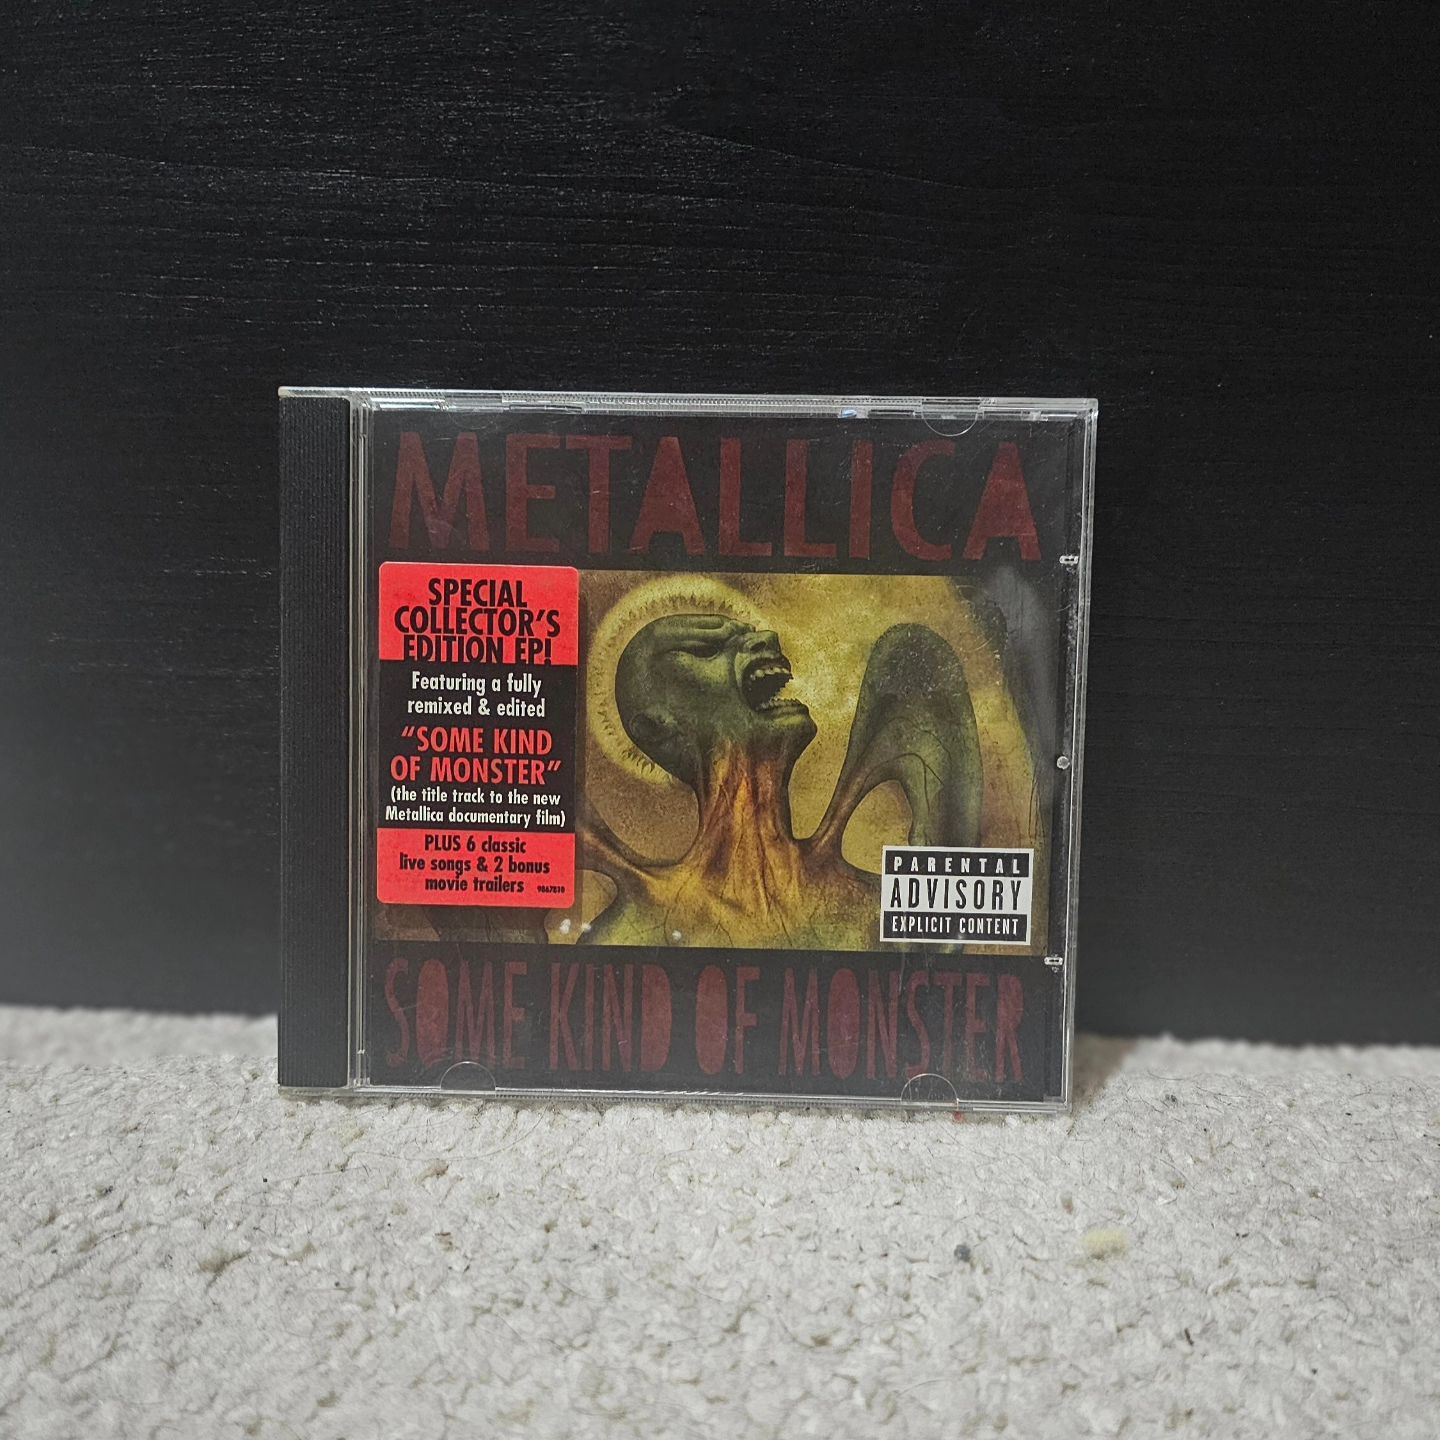 METALLICA
SPECIAL
COLLECTOR'S
EDITION EP!
Featuring a fully
remixed & edited
"SOME KIND
OF MONSTER"
(the title track to the new
Metallica documentary film)
PLUS 6 classic
live songs & 2 bonus
movie trailers 9867810
PARENTAL
ADVISORY
EXPLICIT CONTENT
SOME KIND OF MONSTER